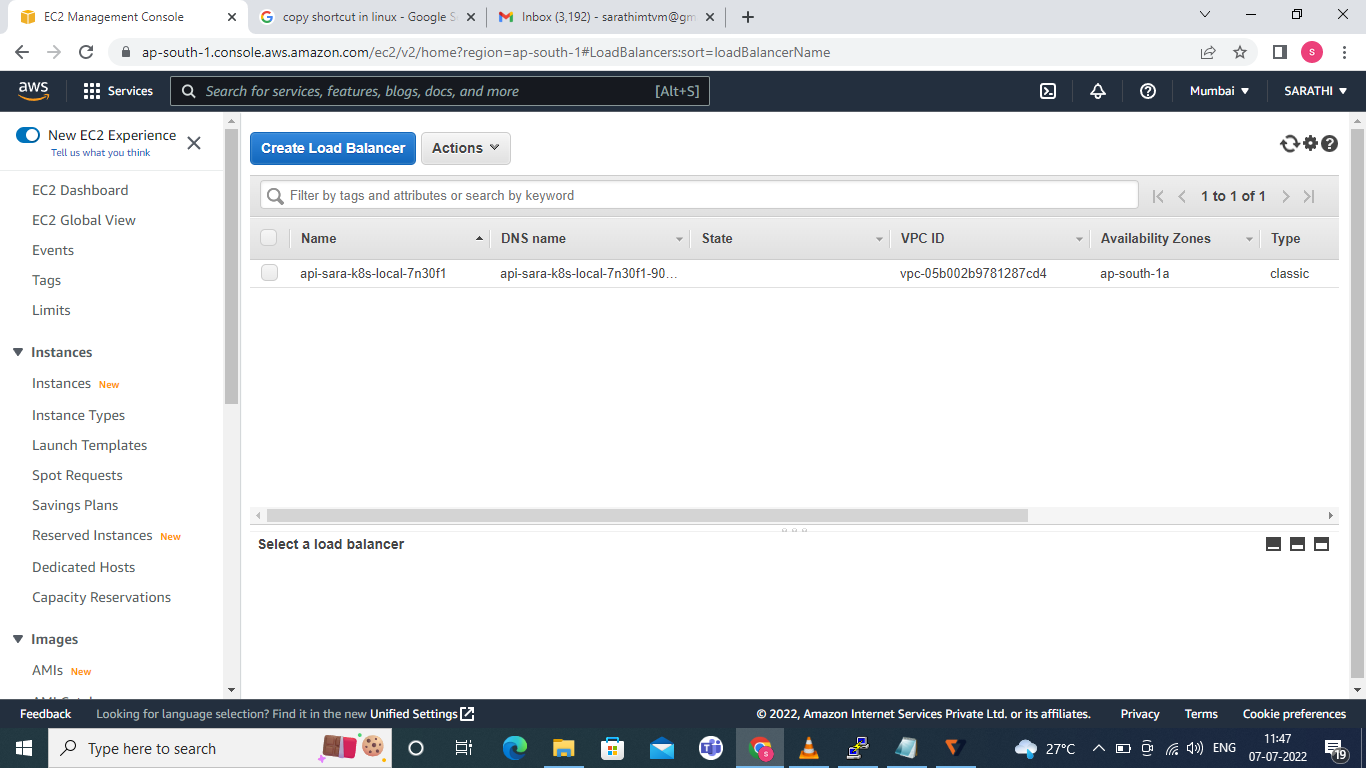 EC2 Management Console
copy shortcut in linux - Google S
Inbox (3,192) - sarathimtvm@gm
ap-south-1.console.aws.amazon.com/ec2/v2/home?region=ap-south-1#LoadBalancers:sort=loadBalancerName
s
aws
Services
Search for services, features, blogs, docs, and more
[Alt+S]
Mumbai
SARATHI
New EC2 Experience
Tell us what you think
EC2 Dashboard
EC2 Global View
Events
Tags
Limits
Instances
Instances New
Instance Types
Launch Templates
Spot Requests
Savings Plans
Reserved Instances New
Dedicated Hosts
Capacity Reservations
Images
AMIs New
Create Load Balancer
Actions
Filter by tags and attributes or search by keyword
1 to 1 of 1
Name DNS name State VPC ID Availability Zones Type
api-sara-k8s-local-7n30f1 api-sara-k8s-local-7n30f1-90... vpc-05b002b9781287cd4 ap-south-1a classic
Select a load balancer
Feedback Looking for language selection? Find it in the new Unified Settings © 2022, Amazon Internet Services Private Ltd. or its affiliates. Privacy Terms Cookie preferences
Type here to search
27°C
ENG
11:47
07-07-2022
19